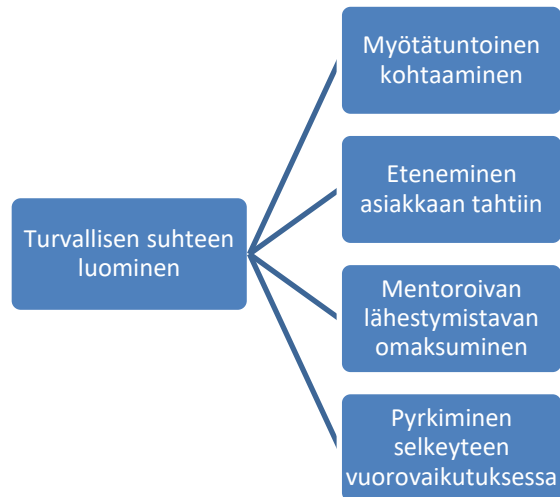 Turvallisen suhteen
luominen
Myötätuntoinen
kohtaaminen
Eteneminen
asiakkaan tahtiin
Mentoroivan
lähestymistavan
omaksuminen
Pyrkiminen
selkeyteen
vuorovaikutuksessa